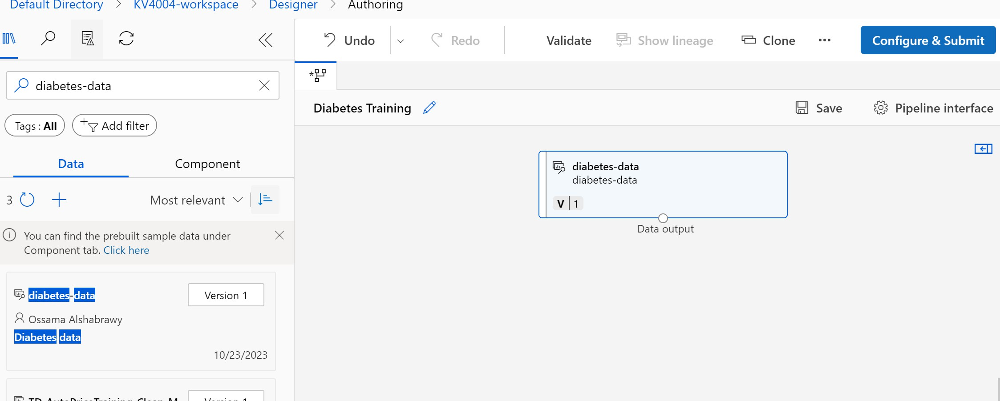 Default Directory > KV4004-workspace > Designer > Authoring
Undo
Redo
Validate
Show lineage
Clone
Configure & Submit
diabetes-data
Tags : All
Add filter
Data
Component
3
Most relevant
You can find the prebuilt sample data under
Component tab. Click here
diabetes-data
Version 1
Ossama Alshabrawy
Diabetes data
10/23/2023
TD-AutoPriceTraining-Clean_M
Version 1
Diabetes Training
Save
Pipeline interface
diabetes-data
diabetes-data
V 1
Data output